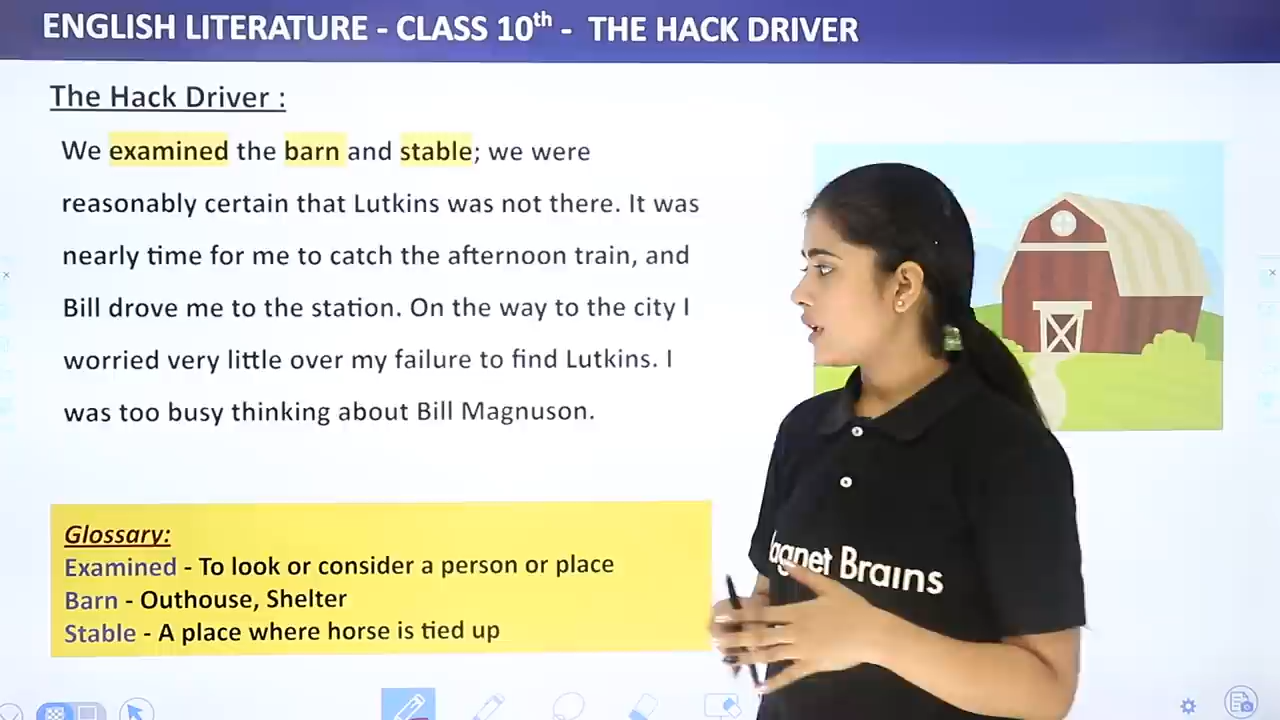 ENGLISH LITERATURE - CLASS 10th - THE HACK DRIVER
The Hack Driver :
We examined the barn and stable; we were
reasonably certain that Lutkins was not there. It was
nearly time for me to catch the afternoon train, and
Bill drove me to the station. On the way to the city I
worried very little over my failure to find Lutkins. I
was too busy thinking about Bill Magnuson.
Glossary:
Examined - To look or consider a person or place
Barn - Outhouse, Shelter
Stable - A place where horse is tied up
agnet Brains